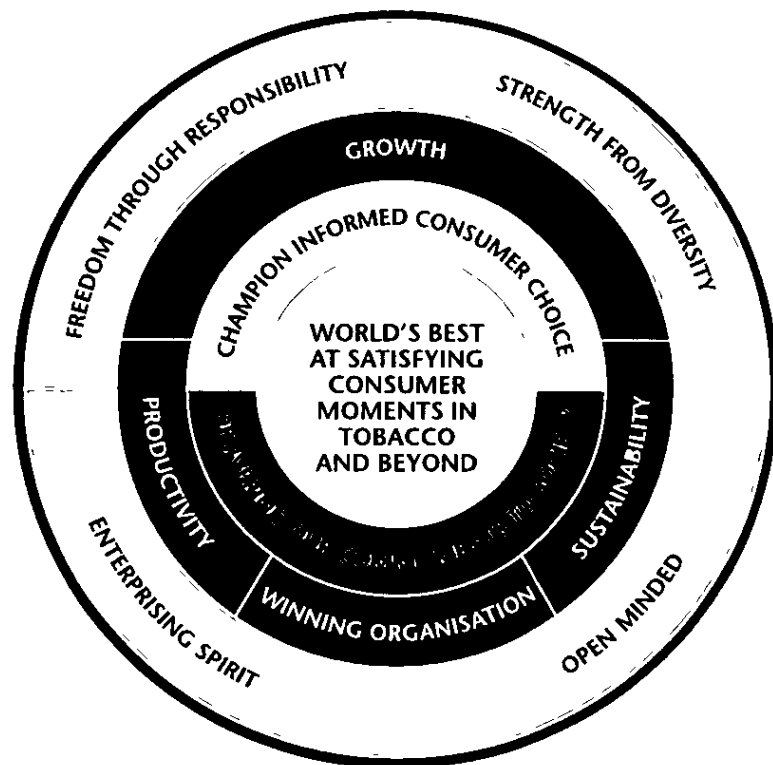 FREEDOM THROUGH RESPONSIBILITY
STRENGTH FROM DIVERSITY
GROWTH
CHAMPION INFORMED CONSUMER CHOICE
WORLD'S BEST
AT SATISFYING
CONSUMER
MOMENTS IN
TOBACCO
AND BEYOND
PRODUCTIVITY
SUSTAINABILITY
WINNING ORGANISATION
ENTERPRISING SPIRIT
OPEN MINDED